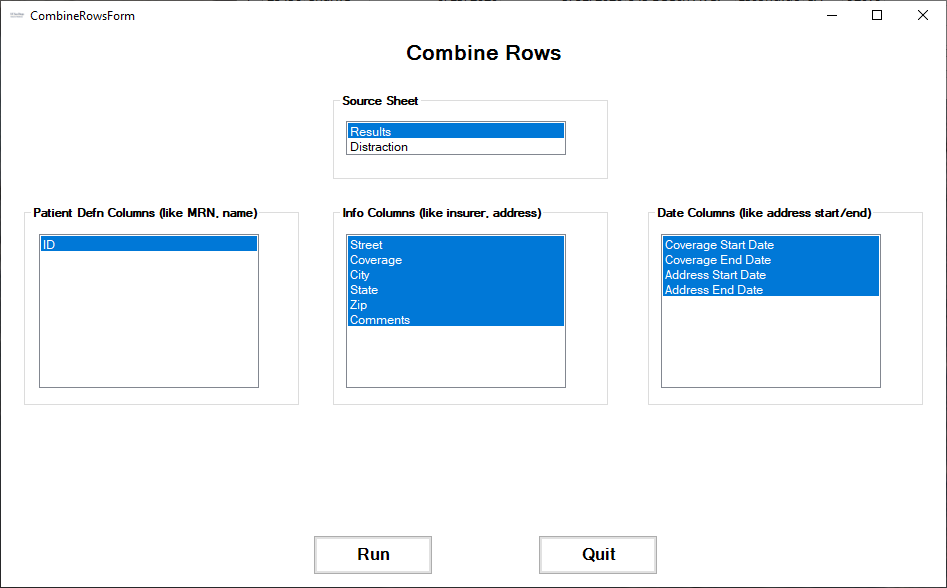 CombineRowsForm
Combine Rows
Source Sheet
Results
Distraction
Patient Defn Columns (like MRN, name)
ID
Info Columns (like insurer, address)
Street
Coverage
City
State
Zip
Comments
Date Columns (like address start/end)
Coverage Start Date
Coverage End Date
Address Start Date
Address End Date
Run
Quit